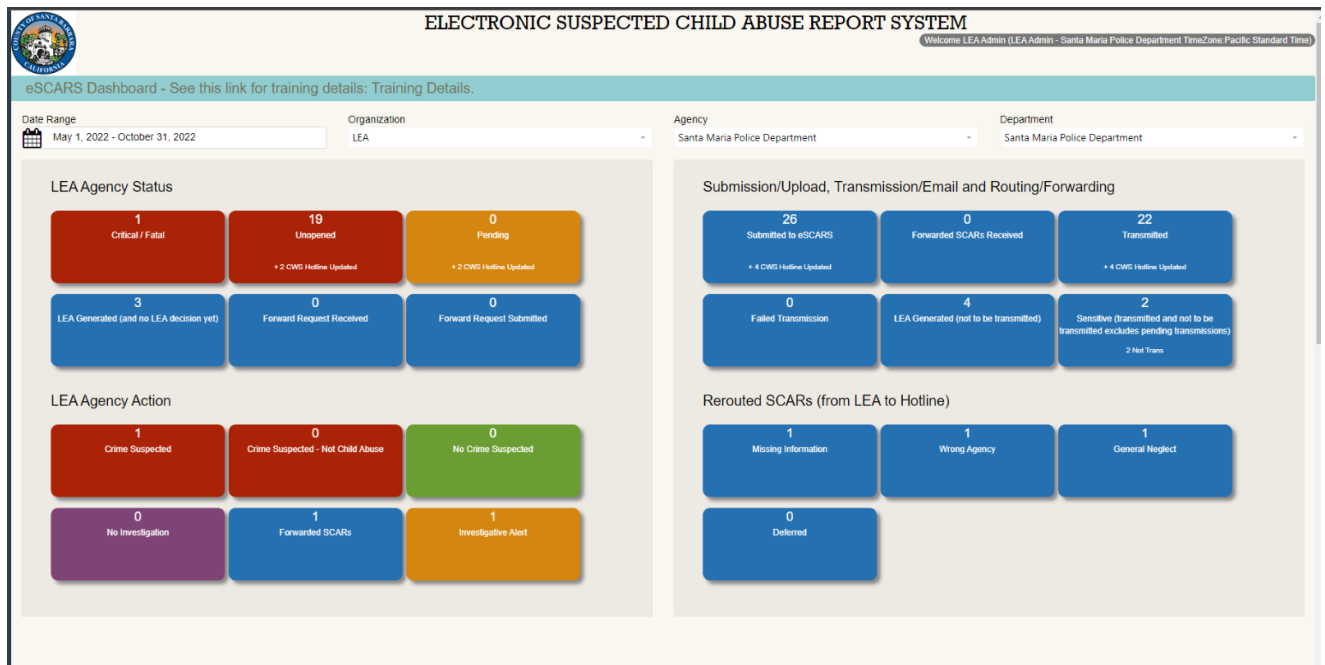 COUNTY OF SANTA BARBARA
CALIFORNIA
ELECTRONIC SUSPECTED CHILD ABUSE REPORT SYSTEM
Welcome LEA Admin (LEA Admin - Santa Maria Police Department TimeZone:Pacific Standard Time)
eSCARS Dashboard - See this link for training details: Training Details.
Date Range
May 1, 2022 - October 31, 2022
Organization
LEA
Agency
Santa Maria Police Department
Department
Santa Maria Police Department
LEA Agency Status
1
Critical / Fatal
19
Unopened
+ 2 CWS Hotline Updated
0
Pending
+ 2 CWS Hotline Updated
3
LEA Generated (and no LEA decision yet)
0
Forward Request Received
0
Forward Request Submitted
LEA Agency Action
1
Crime Suspected
0
Crime Suspected - Not Child Abuse
0
No Crime Suspected
0
No Investigation
1
Forwarded SCARs
1
Investigative Alert
Submission/Upload, Transmission/Email and Routing/Forwarding
26
Submitted to eSCARS
+ 4 CWS Hotline Updated
0
Forwarded SCARs Received
22
Transmitted
+ 4 CWS Hotline Updated
0
Failed Transmission
4
LEA Generated (not to be transmitted)
2
Sensitive (transmitted and not to be
transmitted excludes pending transmissions)
2 Not Trans
Rerouted SCARs (from LEA to Hotline)
1
Missing Information
1
Wrong Agency
1
General Neglect
0
Deferred